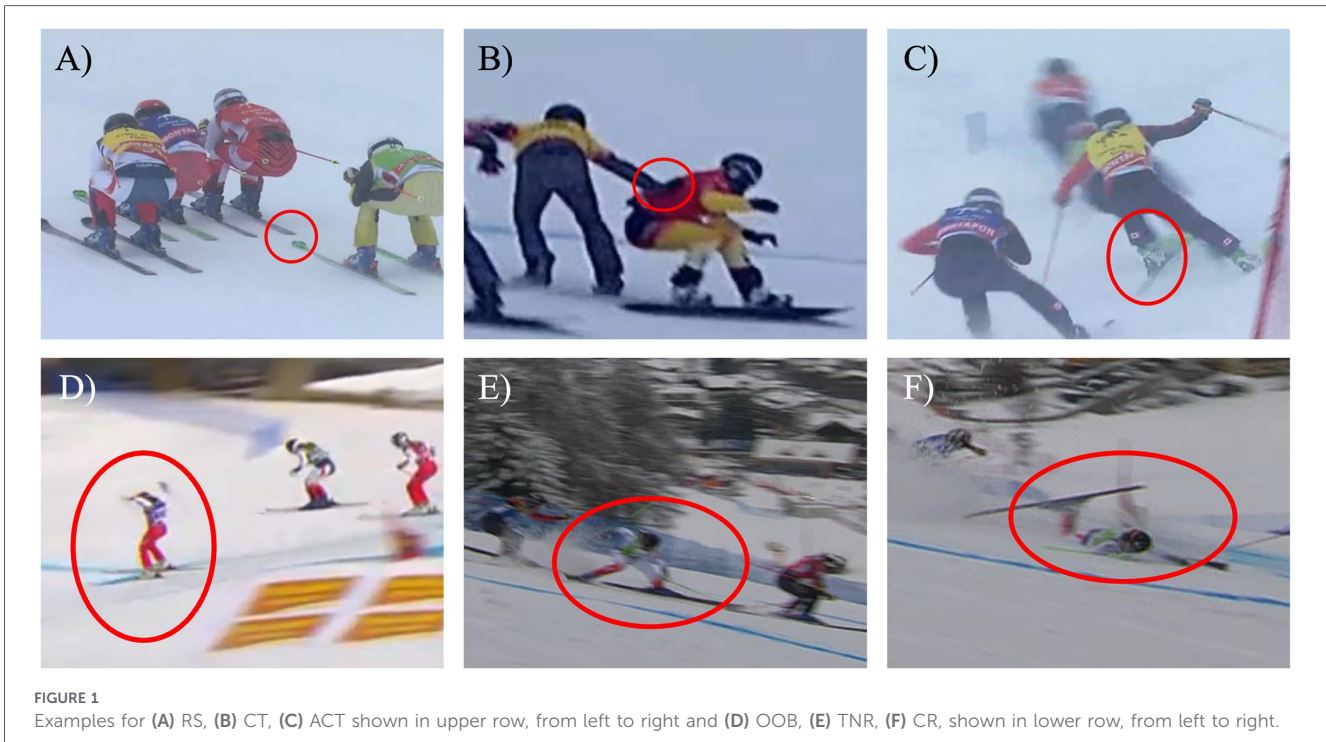 A)
B)
C)
D)
E)
F)
FIGURE 1
Examples for (A) RS, (B) CT, (C) ACT shown in upper row, from left to right and (D) OOB, (E) TNR, (F) CR, shown in lower row, from left to right.